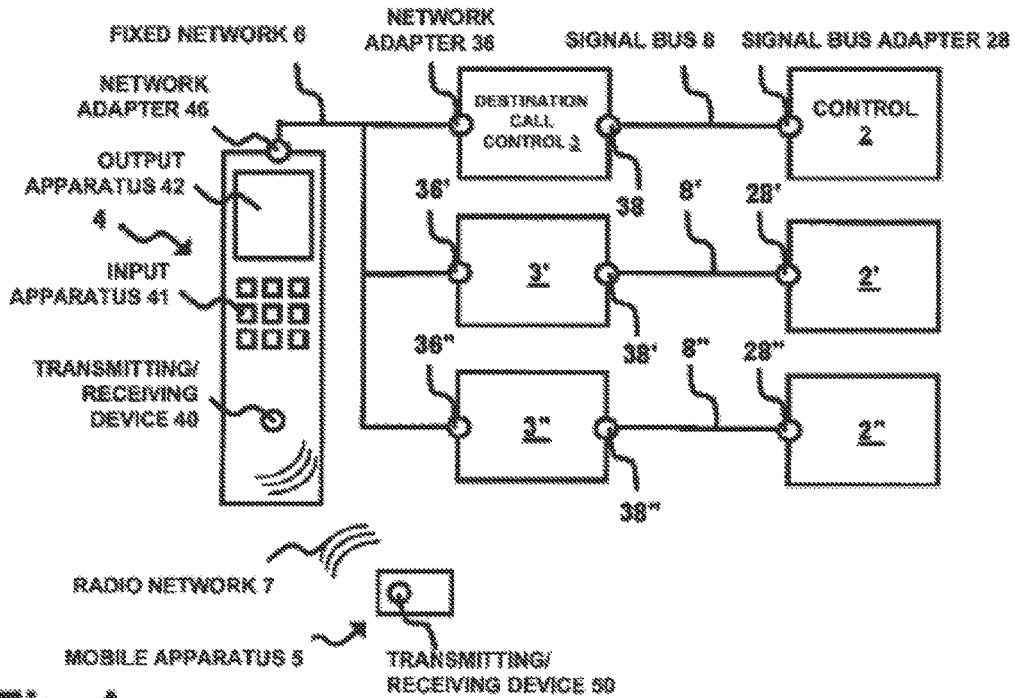 FIXED NETWORK 6
NETWORK
ADAPTER 36
SIGNAL BUS 8
SIGNAL BUS ADAPTER 28
NETWORK
ADAPTER 46
DESTINATION
CALL
CONTROL 3
CONTROL
2
OUTPUT
APPARATUS 42
36'
38
8'
28'
4
INPUT
APPARATUS 41
3'
2'
36"
38'
8"
28"
TRANSMITTING/
RECEIVING
DEVICE 40
3"
2"
38"
RADIO NETWORK 7
MOBILE APPARATUS 5
TRANSMITTING/
RECEIVING DEVICE 50